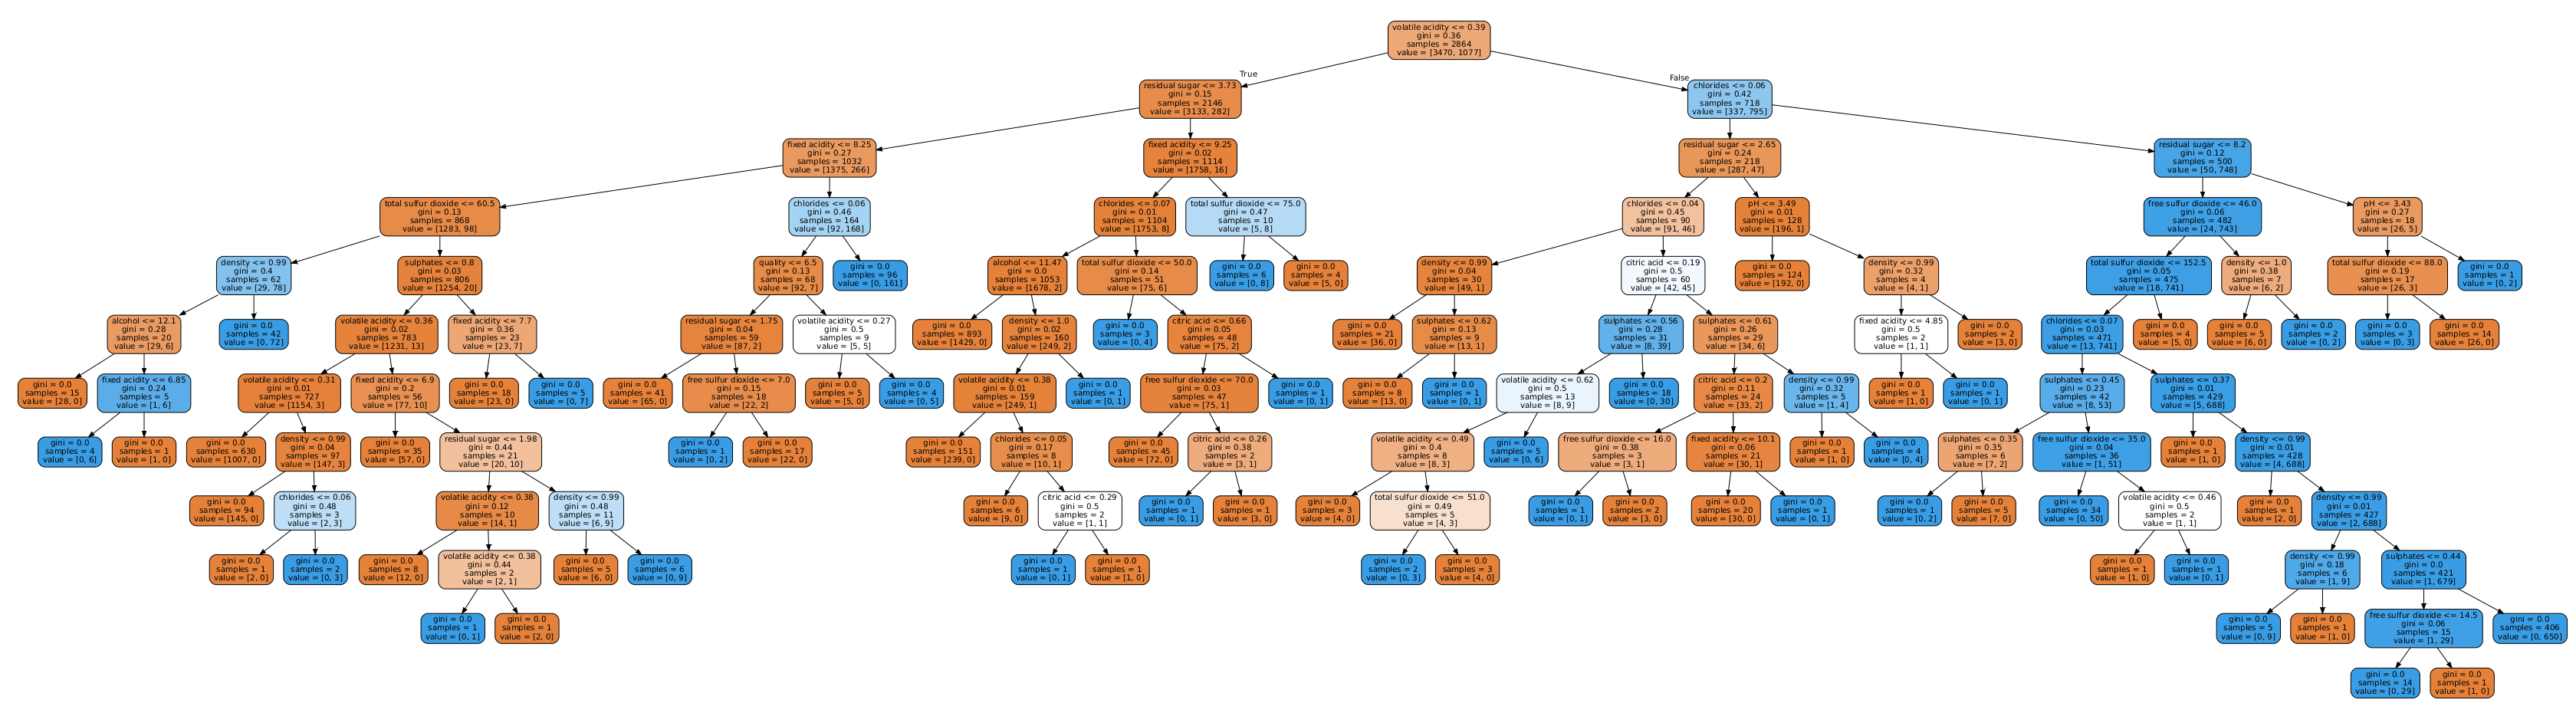 volatile acidity <= 0.39
gini = 0.36
samples = 2864
value = [3470, 1077]
True
False
residual sugar <= 3.73
gini = 0.15
samples = 2146
value = [3133, 282]
chlorides <= 0.06
gini = 0.42
samples = 718
value = [337, 795]
fixed acidity <= 8.25
gini = 0.27
samples = 1032
value = [1375, 266]
fixed acidity <= 9.25
gini = 0.02
samples = 1114
value = [1758, 16]
residual sugar <= 2.65
gini = 0.24
samples = 218
value = [287, 47]
residual sugar <= 8.2
gini = 0.12
samples = 500
value = [50, 748]
total sulfur dioxide <= 60.5
gini = 0.13
samples = 868
value = [1283, 98]
chlorides <= 0.06
gini = 0.46
samples = 164
value = [92, 168]
chlorides <= 0.07
gini = 0.01
samples = 1104
value = [1753, 8]
total sulfur dioxide <= 75.0
gini = 0.47
samples = 10
value = [5, 8]
chlorides <= 0.04
gini = 0.45
samples = 90
value = [91, 46]
pH <= 3.49
gini = 0.01
samples = 128
value = [196, 1]
free sulfur dioxide <= 46.0
gini = 0.06
samples = 482
value = [24, 743]
pH <= 3.43
gini = 0.27
samples = 18
value = [26, 5]
density <= 0.99
gini = 0.4
samples = 62
value = [29, 78]
sulphates <= 0.8
gini = 0.03
samples = 806
value = [1254, 20]
quality <= 6.5
gini = 0.13
samples = 68
value = [92, 7]
gini = 0.0
samples = 96
value = [0, 161]
alcohol <= 11.47
gini = 0.0
samples = 1053
value = [1678, 2]
total sulfur dioxide <= 50.0
gini = 0.14
samples = 51
value = [75, 6]
gini = 0.0
samples = 6
value = [0, 8]
gini = 0.0
samples = 4
value = [5, 0]
density <= 0.99
gini = 0.04
samples = 30
value = [49, 1]
citric acid <= 0.19
gini = 0.5
samples = 60
value = [42, 45]
gini = 0.0
samples = 124
value = [192, 0]
density <= 0.99
gini = 0.32
samples = 4
value = [4, 1]
total sulfur dioxide <= 152.5
gini = 0.05
samples = 475
value = [18, 741]
density <= 1.0
gini = 0.38
samples = 7
value = [6, 2]
total sulfur dioxide <= 88.0
gini = 0.19
samples = 17
value = [26, 3]
gini = 0.0
samples = 1
value = [0, 2]
alcohol <= 12.1
gini = 0.28
samples = 20
value = [29, 6]
gini = 0.0
samples = 42
value = [0, 72]
volatile acidity <= 0.36
gini = 0.02
samples = 783
value = [1231, 13]
fixed acidity <= 7.7
gini = 0.36
samples = 23
value = [23, 7]
residual sugar <= 1.75
gini = 0.04
samples = 59
value = [87, 2]
volatile acidity <= 0.27
gini = 0.5
samples = 9
value = [5, 5]
gini = 0.0
samples = 893
value = [1429, 0]
density <= 1.0
gini = 0.02
samples = 160
value = [249, 2]
gini = 0.0
samples = 3
value = [0, 4]
citric acid <= 0.66
gini = 0.05
samples = 48
value = [75, 2]
gini = 0.0
samples = 21
value = [36, 0]
sulphates <= 0.62
gini = 0.13
samples = 9
value = [13, 1]
sulphates <= 0.56
gini = 0.28
samples = 31
value = [8, 39]
sulphates <= 0.61
gini = 0.26
samples = 29
value = [34, 6]
fixed acidity <= 4.85
gini = 0.5
samples = 2
value = [1, 1]
gini = 0.0
samples = 2
value = [3, 0]
chlorides <= 0.07
gini = 0.03
samples = 471
value = [13, 741]
gini = 0.0
samples = 4
value = [5, 0]
gini = 0.0
samples = 5
value = [6, 0]
gini = 0.0
samples = 2
value = [0, 2]
gini = 0.0
samples = 3
value = [0, 3]
gini = 0.0
samples = 14
value = [26, 0]
gini = 0.0
samples = 15
value = [28, 0]
fixed acidity <= 6.85
gini = 0.24
samples = 5
value = [1, 6]
volatile acidity <= 0.31
gini = 0.01
samples = 727
value = [1154, 3]
fixed acidity <= 6.9
gini = 0.2
samples = 56
value = [77, 10]
gini = 0.0
samples = 18
value = [23, 0]
gini = 0.0
samples = 5
value = [0, 7]
gini = 0.0
samples = 41
value = [65, 0]
free sulfur dioxide <= 7.0
gini = 0.15
samples = 18
value = [22, 2]
gini = 0.0
samples = 5
value = [5, 0]
gini = 0.0
samples = 4
value = [0, 5]
volatile acidity <= 0.38
gini = 0.01
samples = 159
value = [249, 1]
gini = 0.0
samples = 1
value = [0, 1]
free sulfur dioxide <= 70.0
gini = 0.03
samples = 47
value = [75, 1]
gini = 0.0
samples = 1
value = [0, 1]
gini = 0.0
samples = 8
value = [13, 0]
gini = 0.0
samples = 1
value = [0, 1]
volatile acidity <= 0.62
gini = 0.5
samples = 13
value = [8, 9]
gini = 0.0
samples = 18
value = [0, 30]
citric acid <= 0.2
gini = 0.11
samples = 24
value = [33, 2]
density <= 0.99
gini = 0.32
samples = 5
value = [1, 4]
gini = 0.0
samples = 1
value = [1, 0]
gini = 0.0
samples = 1
value = [0, 1]
sulphates <= 0.45
gini = 0.23
samples = 42
value = [8, 53]
sulphates <= 0.37
gini = 0.01
samples = 429
value = [5, 688]
gini = 0.0
samples = 4
value = [0, 6]
gini = 0.0
samples = 1
value = [1, 0]
gini = 0.0
samples = 630
value = [1007, 0]
density <= 0.99
gini = 0.04
samples = 97
value = [147, 3]
gini = 0.0
samples = 35
value = [57, 0]
residual sugar <= 1.98
gini = 0.44
samples = 21
value = [20, 10]
gini = 0.0
samples = 1
value = [0, 2]
gini = 0.0
samples = 17
value = [22, 0]
gini = 0.0
samples = 151
value = [239, 0]
chlorides <= 0.05
gini = 0.17
samples = 8
value = [10, 1]
gini = 0.0
samples = 45
value = [72, 0]
citric acid <= 0.26
gini = 0.38
samples = 2
value = [3, 1]
volatile acidity <= 0.49
gini = 0.4
samples = 8
value = [8, 3]
gini = 0.0
samples = 5
value = [0, 6]
free sulfur dioxide <= 16.0
gini = 0.38
samples = 3
value = [3, 1]
fixed acidity <= 10.1
gini = 0.06
samples = 21
value = [30, 1]
gini = 0.0
samples = 1
value = [1, 0]
gini = 0.0
samples = 4
value = [0, 4]
sulphates <= 0.35
gini = 0.35
samples = 6
value = [7, 2]
free sulfur dioxide <= 35.0
gini = 0.04
samples = 36
value = [1, 51]
gini = 0.0
samples = 1
value = [1, 0]
density <= 0.99
gini = 0.01
samples = 428
value = [4, 688]
gini = 0.0
samples = 94
value = [145, 0]
chlorides <= 0.06
gini = 0.48
samples = 3
value = [2, 3]
volatile acidity <= 0.38
gini = 0.12
samples = 10
value = [14, 1]
density <= 0.99
gini = 0.48
samples = 11
value = [6, 9]
gini = 0.0
samples = 6
value = [9, 0]
citric acid <= 0.29
gini = 0.5
samples = 2
value = [1, 1]
gini = 0.0
samples = 1
value = [0, 1]
gini = 0.0
samples = 1
value = [3, 0]
gini = 0.0
samples = 3
value = [4, 0]
total sulfur dioxide <= 51.0
gini = 0.49
samples = 5
value = [4, 3]
gini = 0.0
samples = 1
value = [0, 1]
gini = 0.0
samples = 2
value = [3, 0]
gini = 0.0
samples = 20
value = [30, 0]
gini = 0.0
samples = 1
value = [0, 1]
gini = 0.0
samples = 1
value = [0, 2]
gini = 0.0
samples = 5
value = [7, 0]
gini = 0.0
samples = 34
value = [0, 50]
volatile acidity <= 0.46
gini = 0.5
samples = 2
value = [1, 1]
gini = 0.0
samples = 1
value = [2, 0]
density <= 0.99
gini = 0.01
samples = 427
value = [2, 688]
gini = 0.0
samples = 1
value = [2, 0]
gini = 0.0
samples = 2
value = [0, 3]
gini = 0.0
samples = 8
value = [12, 0]
volatile acidity <= 0.38
gini = 0.44
samples = 2
value = [2, 1]
gini = 0.0
samples = 5
value = [6, 0]
gini = 0.0
samples = 6
value = [0, 9]
gini = 0.0
samples = 1
value = [0, 1]
gini = 0.0
samples = 1
value = [1, 0]
gini = 0.0
samples = 2
value = [0, 3]
gini = 0.0
samples = 3
value = [4, 0]
gini = 0.0
samples = 1
value = [1, 0]
gini = 0.0
samples = 1
value = [0, 1]
density <= 0.99
gini = 0.18
samples = 6
value = [1, 9]
sulphates <= 0.44
gini = 0.0
samples = 421
value = [1, 679]
gini = 0.0
samples = 1
value = [0, 1]
gini = 0.0
samples = 1
value = [2, 0]
gini = 0.0
samples = 5
value = [0, 9]
gini = 0.0
samples = 1
value = [1, 0]
free sulfur dioxide <= 14.5
gini = 0.06
samples = 15
value = [1, 29]
gini = 0.0
samples = 406
value = [0, 650]
gini = 0.0
samples = 14
value = [0, 29]
gini = 0.0
samples = 1
value = [1, 0]